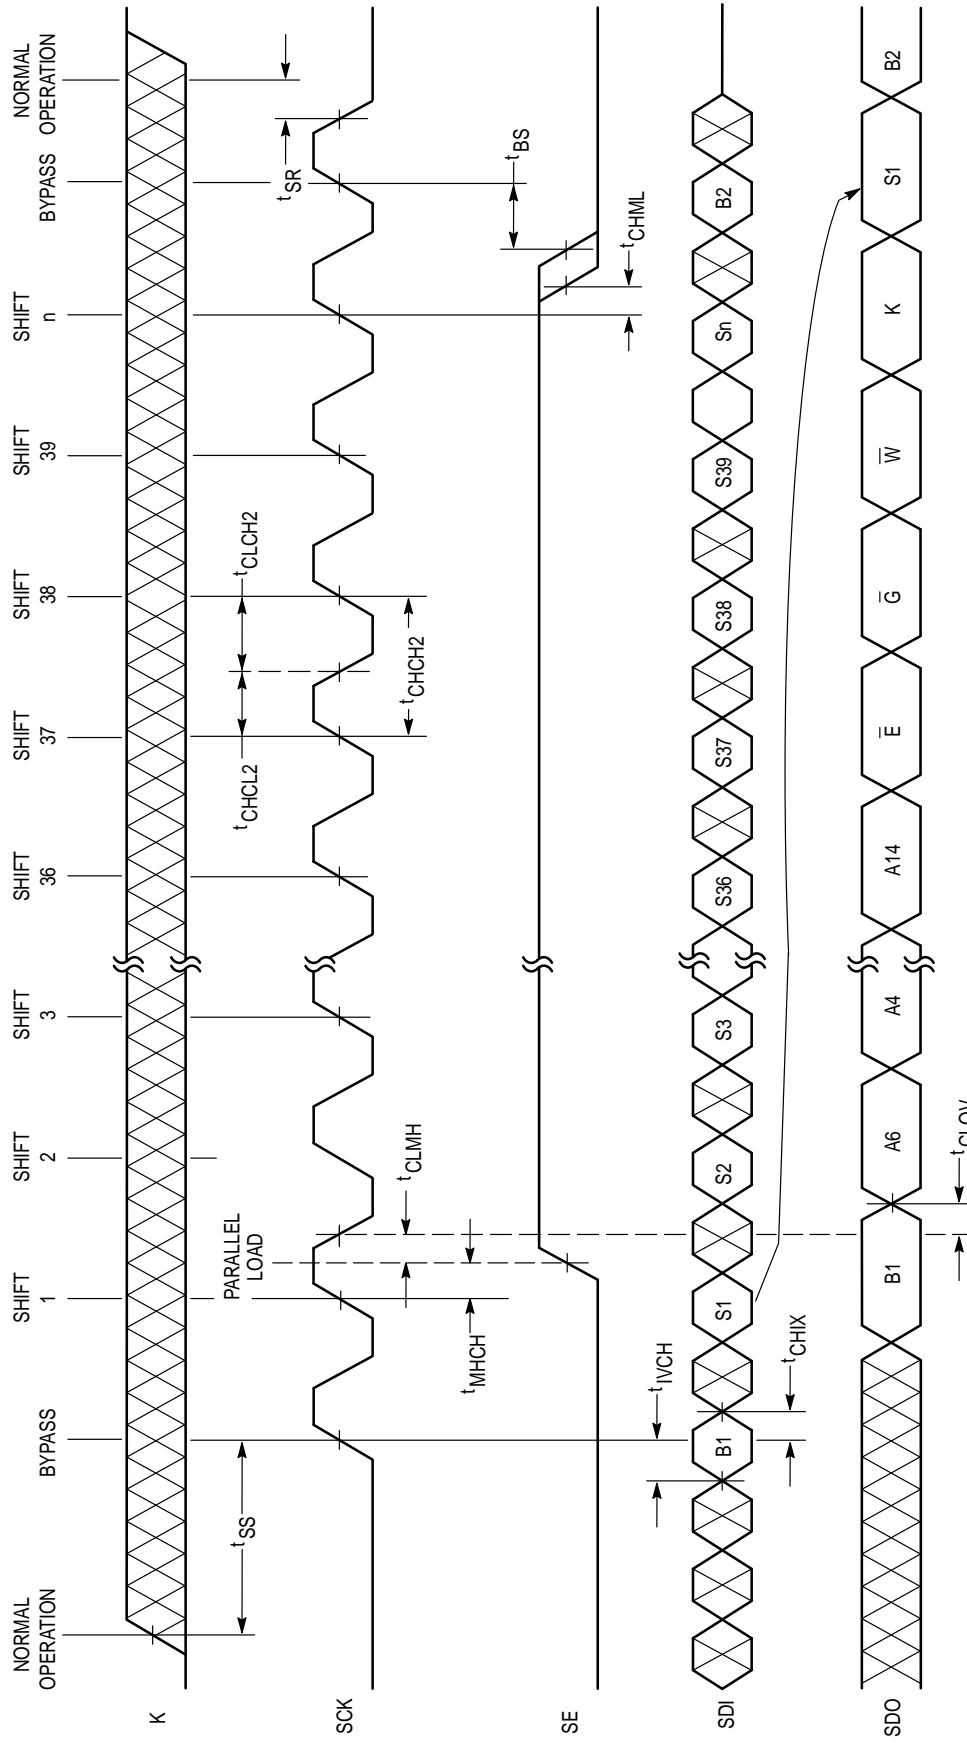 NORMAL
OPERATION
BYPASS
SHIFT
1
SHIFT
2
SHIFT
3
SHIFT
36
SHIFT
37
SHIFT
38
SHIFT
39
SHIFT
n
BYPASS
NORMAL
OPERATION
K
tSS
PARALLEL
LOAD
tCHCL2
tCLCH2
tSR
SCK
tMHCH
tCLMH
tCHCH2
tBS
SE
tIVCH
tCHML
SDI
B1
S1
S2
S3
S36
S37
S38
S39
Sn
B2
tCHIX
SDO
B1
A6
A4
A14
E̅
G̅
W̅
K
S1
B2